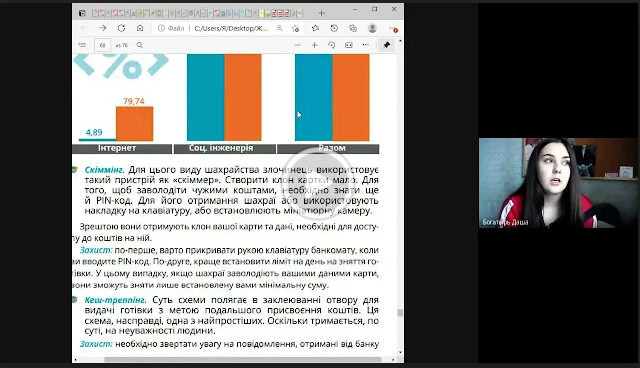 Файл
C:/Users/Я/Desktop/Ж...
68
из 76
79,74
4,89
Інтернет
Соц. інженерія
Разом
Скіммінг. Для цього виду шахрайства злочинець використовує
такий пристрій як «скіммер». Створити клон картки мало. Для
того, щоб заволодіти чужими коштами, необхідно знати ще
й PIN-код. Для його отримання шахраї або використовують
накладку на клавіатуру, або встановлюють мініатюрну камеру.
Зрештою вони отримують клон вашої карти та дані, необхідні для досту-
пу до коштів на ній.
Захист: по-перше, варто прикривати рукою клавіатуру банкомату, коли
ви вводите PIN-код. По-друге, краще встановити ліміт на день на зняття го-
тівки. У цьому випадку, якщо шахраї заволодіють вашими даними карти,
вони зможуть зняти лише встановлену вами мінімальну суму.
Кеш-треппінг. Суть схеми полягає в заклеюванні отвору для
видачі готівки з метою подальшого присвоєння коштів. Ця
схема, насправді, одна з найпростіших. Оскільки тримається, по
суті, на неуважності людини.
Захист: необхідно звертати увагу на повідомлення, отримані від банку
Богатырь Даша